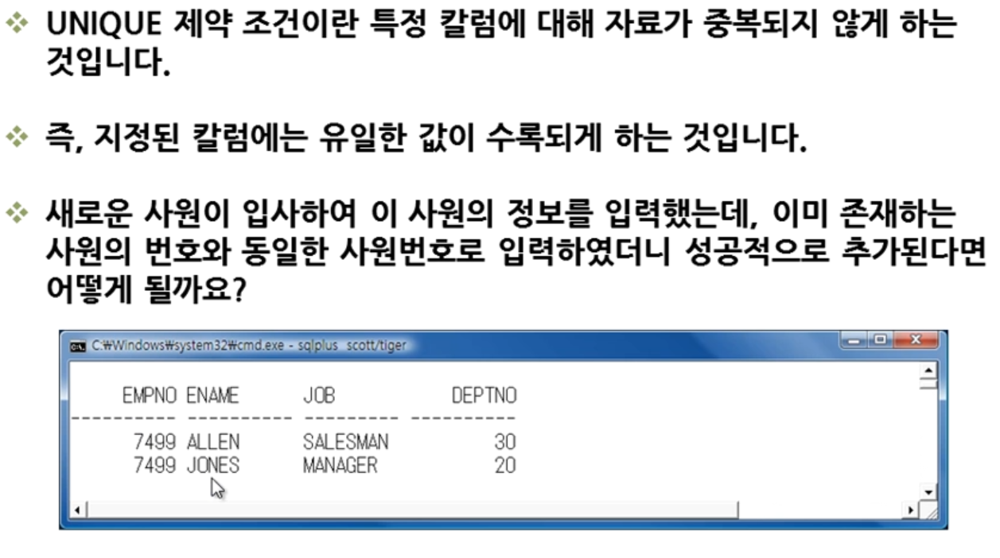 ❖ UNIQUE 제약 조건이란 특정 칼럼에 대해 자료가 중복되지 않게 하는
것입니다.
❖ 즉, 지정된 칼럼에는 유일한 값이 수록되게 하는 것입니다.
❖ 새로운 사원이 입사하여 이 사원의 정보를 입력했는데, 이미 존재하는
사원의 번호와 동일한 사원번호로 입력하였더니 성공적으로 추가된다면
어떻게 될까요?
C:₩Windows₩system32₩cmd.exe - sqlplus scott/tiger
EMPNO ENAME JOB DEPTNO
---------- ---------- --------- ----------
7499 ALLEN SALESMAN 30
7499 JONES MANAGER 20